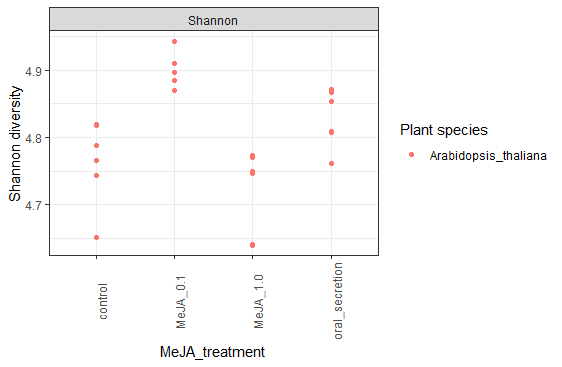 Shannon
4.9
4.8
4.7
Shannon diversity
control
MeJA_0.1
MeJA_1.0
oral_secretion
MeJA_treatment
Plant species
Arabidopsis_thaliana